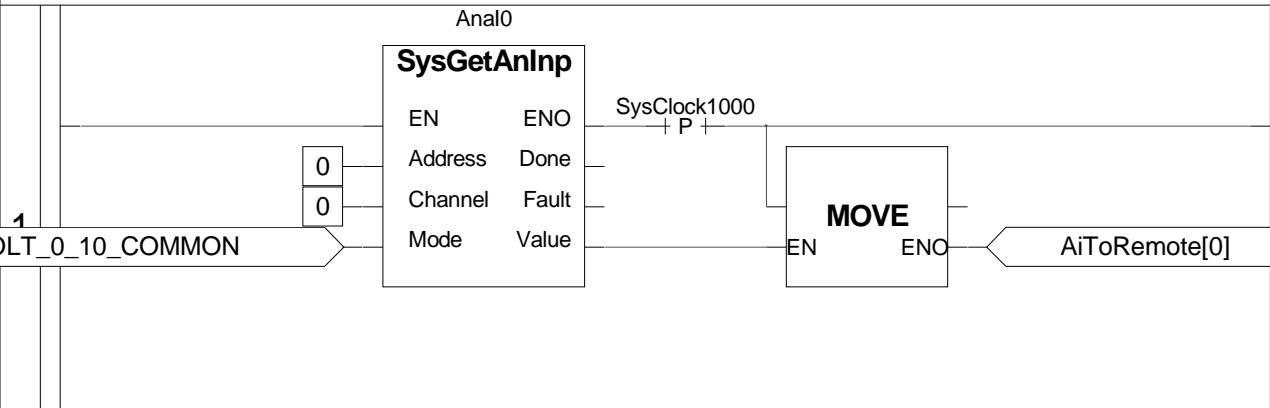 Anal0
SysGetAnInp
SysClock1000
EN ENO
P
0 Address Done
0 Channel Fault
1
MOVE
OLT_0_10_COMMON Mode Value
EN ENO
AiToRemote[0]